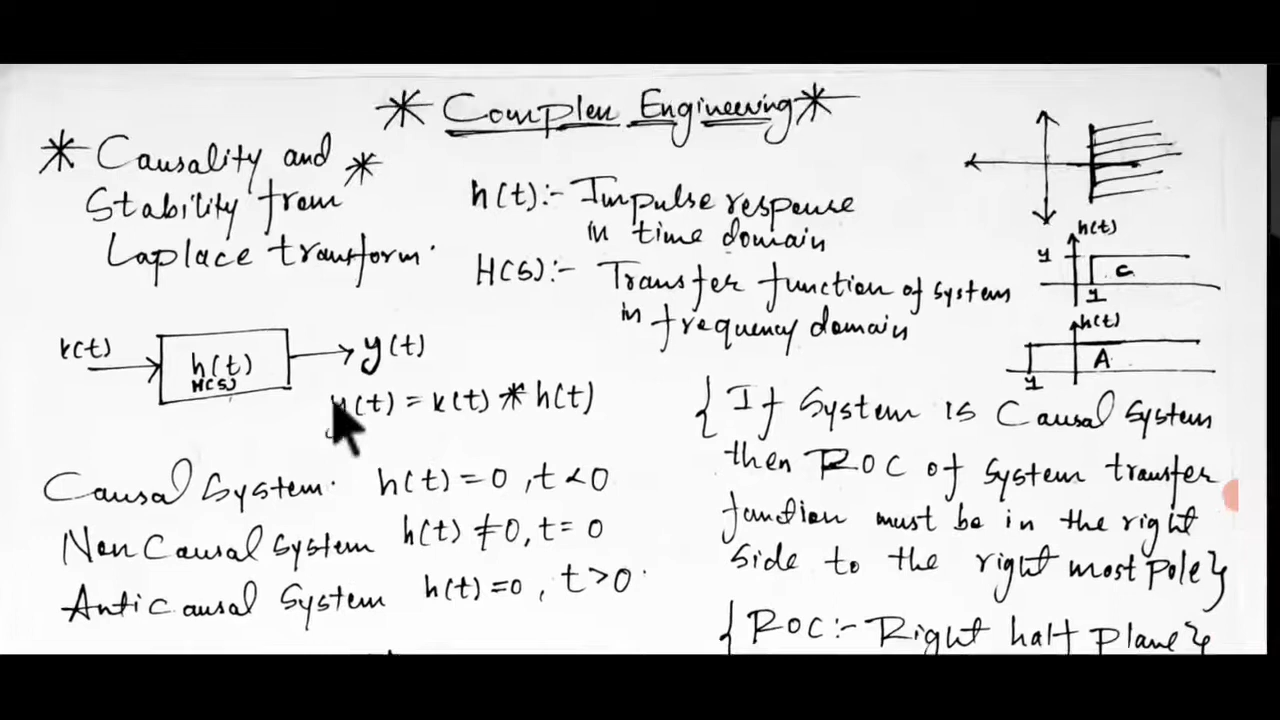 * Complex Engineering *
* Causality and *
Stability from
Laplace transform.
h(t):- Impulse response
in time domain
H(s):- Transfer function of system
in frequency domain
x(t)
h(t)
H(s)
y(t)
y(t) = x(t) * h(t)
Causal System. h(t) = 0, t < 0
Non Causal System h(t) ≠ 0, t = 0
Anti causal System h(t) = 0, t > 0.
h(t)
1
C
1
h(t)
A
1
{ If System is Causal System
then ROC of System transfer
function must be in the right
side to the right most Pole}
{ ROC:- Right half Plane}